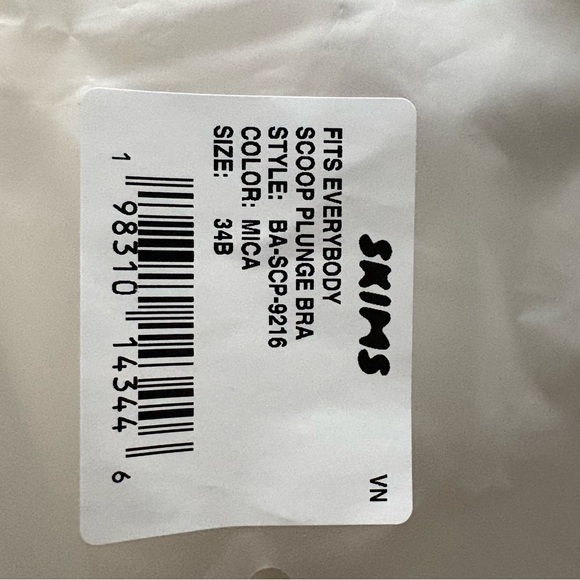 SKIMS
VN
FITS EVERYBODY
SCOOP PLUNGE BRA
STYLE: BA-SCP-9216
COLOR: MICA
SIZE: 34B
1 98310 14344 6